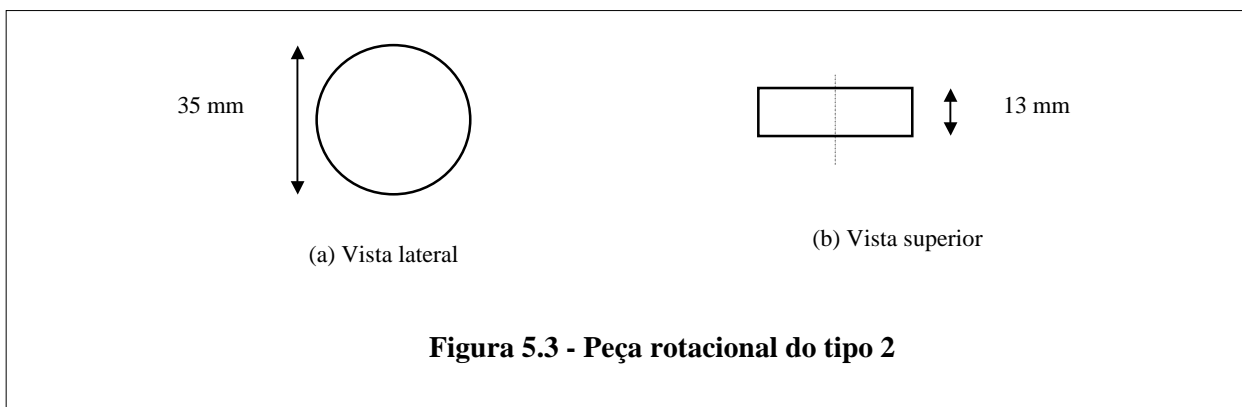 35 mm
13 mm
(a) Vista lateral
(b) Vista superior
Figura 5.3 - Peça rotacional do tipo 2